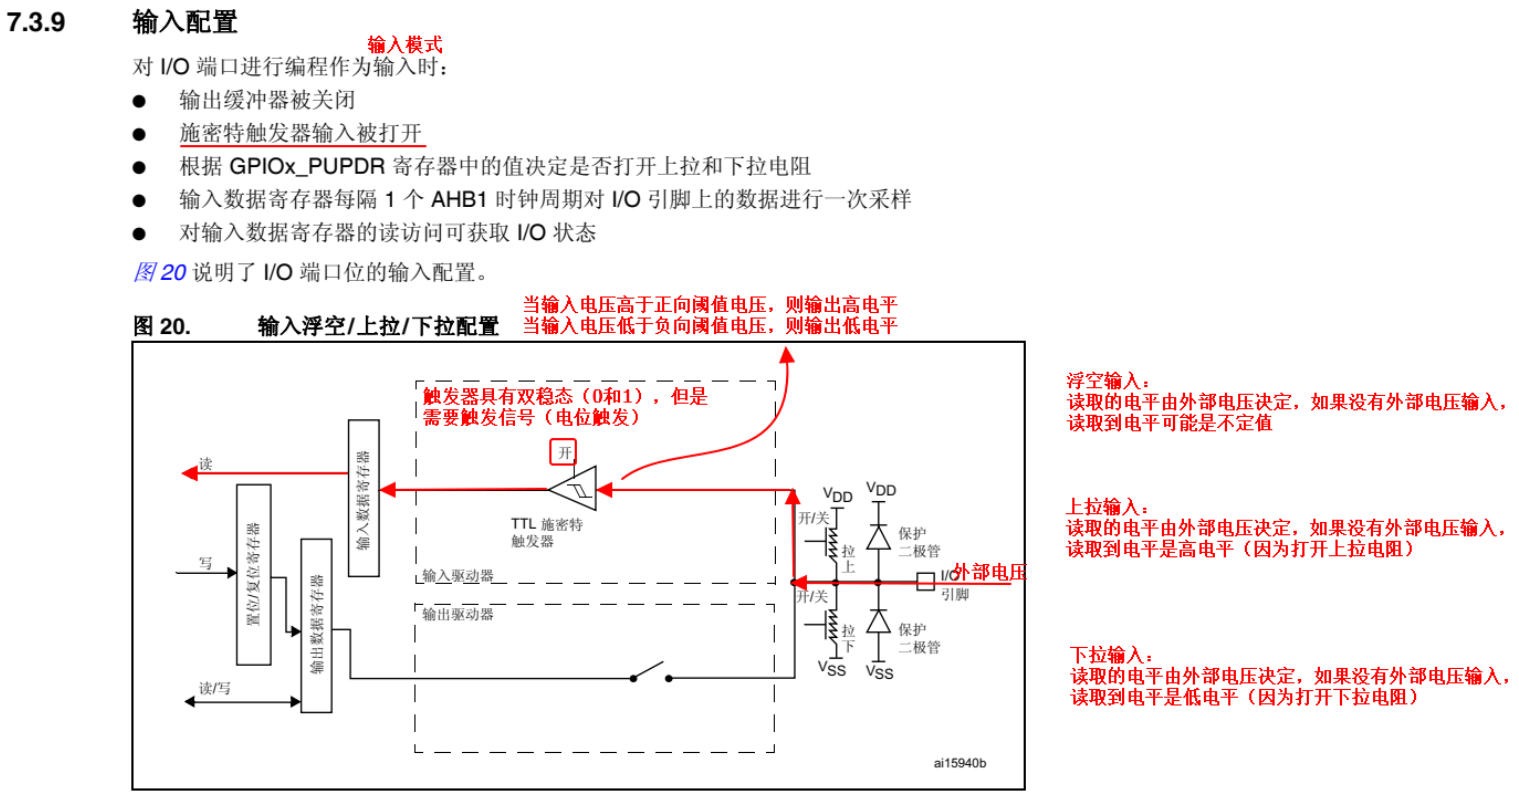 7.3.9 输入配置
输入模式
对 I/O 端口进行编程作为输入时：
● 输出缓冲器被关闭
● 施密特触发器输入被打开
● 根据 GPIOx_PUPDR 寄存器中的值决定是否打开上拉和下拉电阻
● 输入数据寄存器每隔 1 个 AHB1 时钟周期对 I/O 引脚上的数据进行一次采样
● 对输入数据寄存器的读访问可获取 I/O 状态
图 20 说明了 I/O 端口位的输入配置。
当输入电压高于正向阈值电压，则输出高电平
图 20. 输入浮空/上拉/下拉配置
当输入电压低于负向阈值电压，则输出低电平
触发器具有双稳态（0和1），但是
需要触发信号（电位触发）
开
读
输入数据寄存器
TTL 施密特
触发器
输入驱动器
写
置位/复位寄存器
输出数据寄存器
读/写
输出驱动器
VDD
VDD
开/关
拉
上
保护
二极管
I/O
引脚
外部电压
开/关
拉
下
保护
二极管
VSS
VSS
ai15940b
浮空输入：
读取的电平由外部电压决定，如果没有外部电压输入，
读取到电平可能是不定值
上拉输入：
读取的电平由外部电压决定，如果没有外部电压输入，
读取到电平是高电平（因为打开上拉电阻）
下拉输入：
读取的电平由外部电压决定，如果没有外部电压输入，
读取到电平是低电平（因为打开下拉电阻）